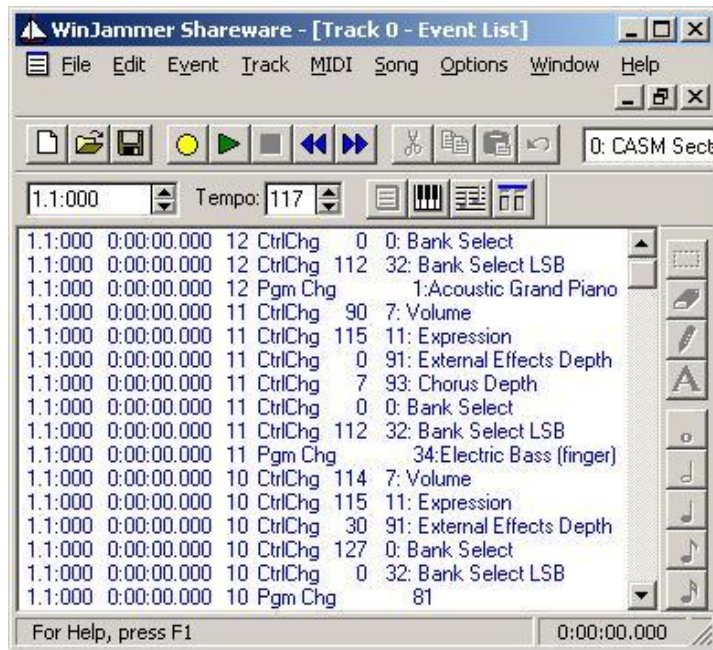 WinJammer Shareware - [Track 0 - Event List]
File Edit Event Track MIDI Song Options Window Help
0: CASM Sect
1.1:000 Tempo: 117
1.1:000 0:00:00.000 12 CtrlChg 0 0: Bank Select
1.1:000 0:00:00.000 12 CtrlChg 112 32: Bank Select LSB
1.1:000 0:00:00.000 12 Pgm Chg 1:Acoustic Grand Piano
1.1:000 0:00:00.000 11 CtrlChg 90 7: Volume
1.1:000 0:00:00.000 11 CtrlChg 115 11: Expression
1.1:000 0:00:00.000 11 CtrlChg 0 91: External Effects Depth
1.1:000 0:00:00.000 11 CtrlChg 7 93: Chorus Depth
1.1:000 0:00:00.000 11 CtrlChg 0 0: Bank Select
1.1:000 0:00:00.000 11 CtrlChg 112 32: Bank Select LSB
1.1:000 0:00:00.000 11 Pgm Chg 34:Electric Bass (finger)
1.1:000 0:00:00.000 10 CtrlChg 114 7: Volume
1.1:000 0:00:00.000 10 CtrlChg 115 11: Expression
1.1:000 0:00:00.000 10 CtrlChg 30 91: External Effects Depth
1.1:000 0:00:00.000 10 CtrlChg 127 0: Bank Select
1.1:000 0:00:00.000 10 CtrlChg 0 32: Bank Select LSB
1.1:000 0:00:00.000 10 Pgm Chg 81
A
For Help, press F1 0:00:00.000